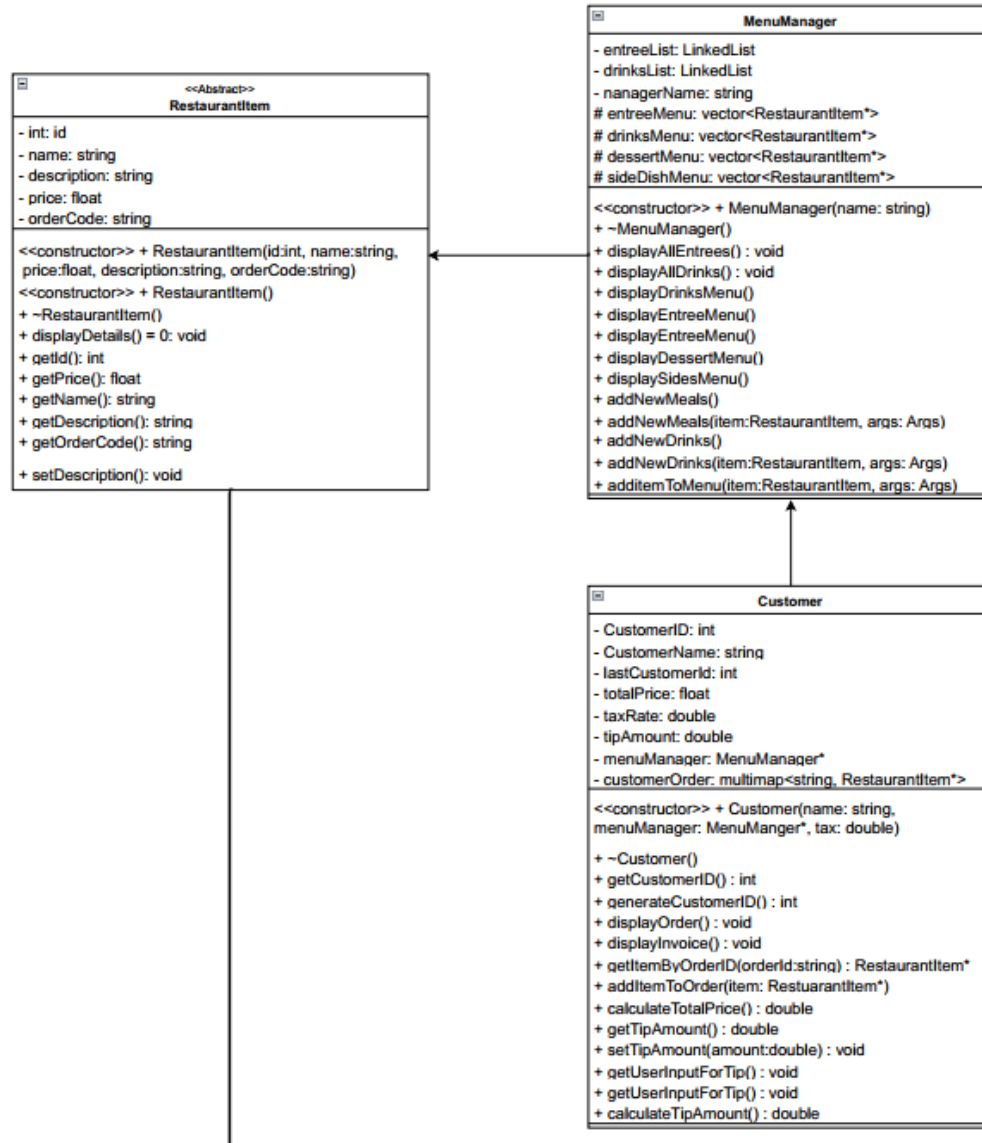 <<Abstract>>
RestaurantItem
- int: id
- name: string
- description: string
- price: float
- orderCode: string
<<constructor>> + RestaurantItem(id:int, name:string,
price:float, description:string, orderCode:string)
<<constructor>> + RestaurantItem()
+ ~RestaurantItem()
+ displayDetails() = 0: void
+ getId(): int
+ getPrice(): float
+ getName(): string
+ getDescription(): string
+ getOrderCode(): string
+ setDescription(): void
MenuManager
- entreeList: LinkedList
- drinksList: LinkedList
- nanagerName: string
# entreeMenu: vector<RestaurantItem*>
# drinksMenu: vector<RestaurantItem*>
# dessertMenu: vector<RestaurantItem*>
# sideDishMenu: vector<RestaurantItem*>
<<constructor>> + MenuManager(name: string)
+ ~MenuManager()
+ displayAllEntrees() : void
+ displayAllDrinks() : void
+ displayDrinksMenu()
+ displayEntreeMenu()
+ displayEntreeMenu()
+ displayDessertMenu()
+ displaySidesMenu()
+ addNewMeals()
+ addNewMeals(item:RestaurantItem, args: Args)
+ addNewDrinks()
+ addNewDrinks(item:RestaurantItem, args: Args)
+ additemToMenu(item:RestaurantItem, args: Args)
Customer
- CustomerID: int
- CustomerName: string
- lastCustomerId: int
- totalPrice: float
- taxRate: double
- tipAmount: double
- menuManager: MenuManager*
- customerOrder: multimap<string, RestaurantItem*>
<<constructor>> + Customer(name: string,
menuManager: MenuManger*, tax: double)
+ ~Customer()
+ getCustomerID() : int
+ generateCustomerID() : int
+ displayOrder() : void
+ displayInvoice() : void
+ getItemByOrderID(orderId:string) : RestaurantItem*
+ addItemToOrder(item: RestuarantItem*)
+ calculateTotalPrice() : double
+ getTipAmount() : double
+ setTipAmount(amount:double) : void
+ getUserInputForTip() : void
+ getUserInputForTip() : void
+ calculateTipAmount() : double